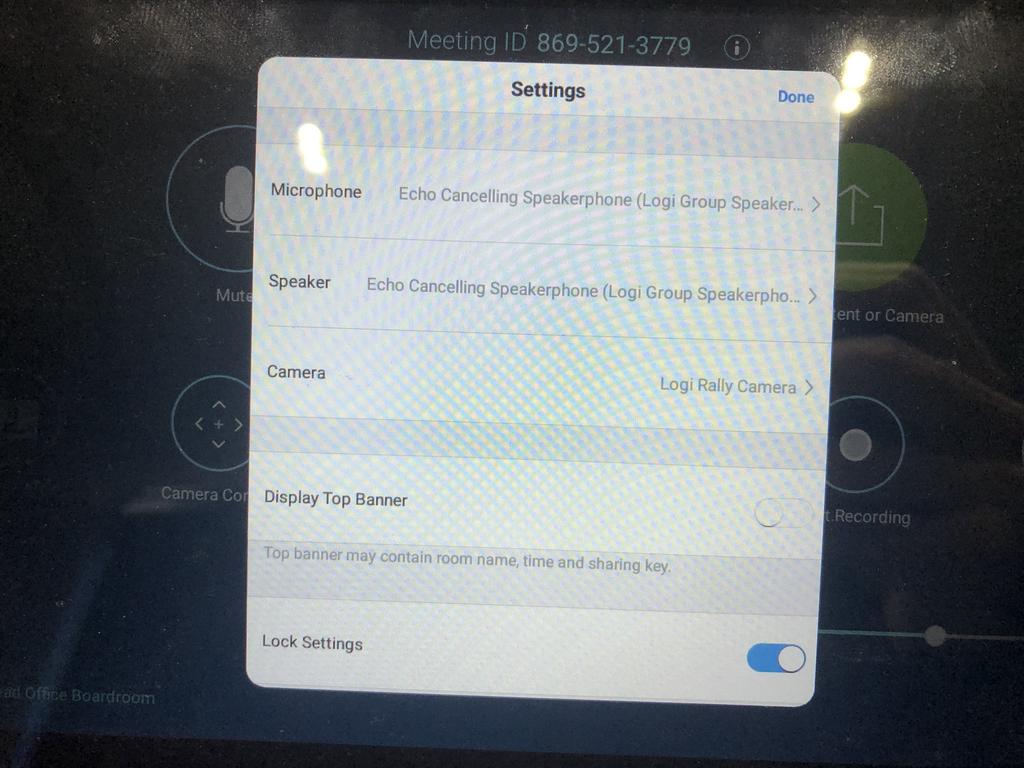 Meeting ID 869-521-3779
Settings
Done
Microphone
Echo Cancelling Speakerphone (Logi Group Speaker...
Speaker
Echo Cancelling Speakerphone (Logi Group Speakerpho...
Camera
Logi Rally Camera
Mute
ent or Camera
Camera Con
t Recording
Display Top Banner
Top banner may contain room name, time and sharing key.
Lock Settings
ad Office Boardroom